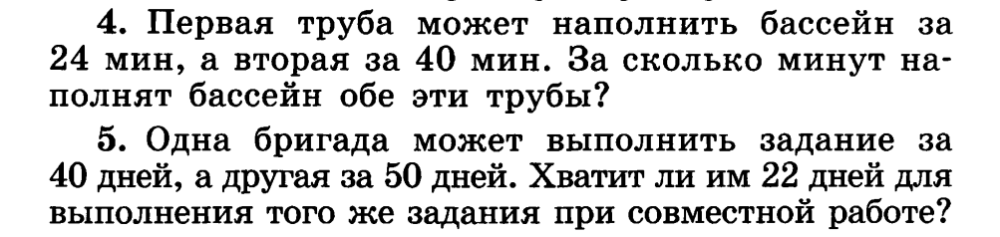 4. Первая труба может наполнить бассейн за
24 мин, а вторая за 40 мин. За сколько минут на-
полнят бассейн обе эти трубы?
5. Одна бригада может выполнить задание за
40 дней, а другая за 50 дней. Хватит ли им 22 дней для
выполнения того же задания при совместной работе?